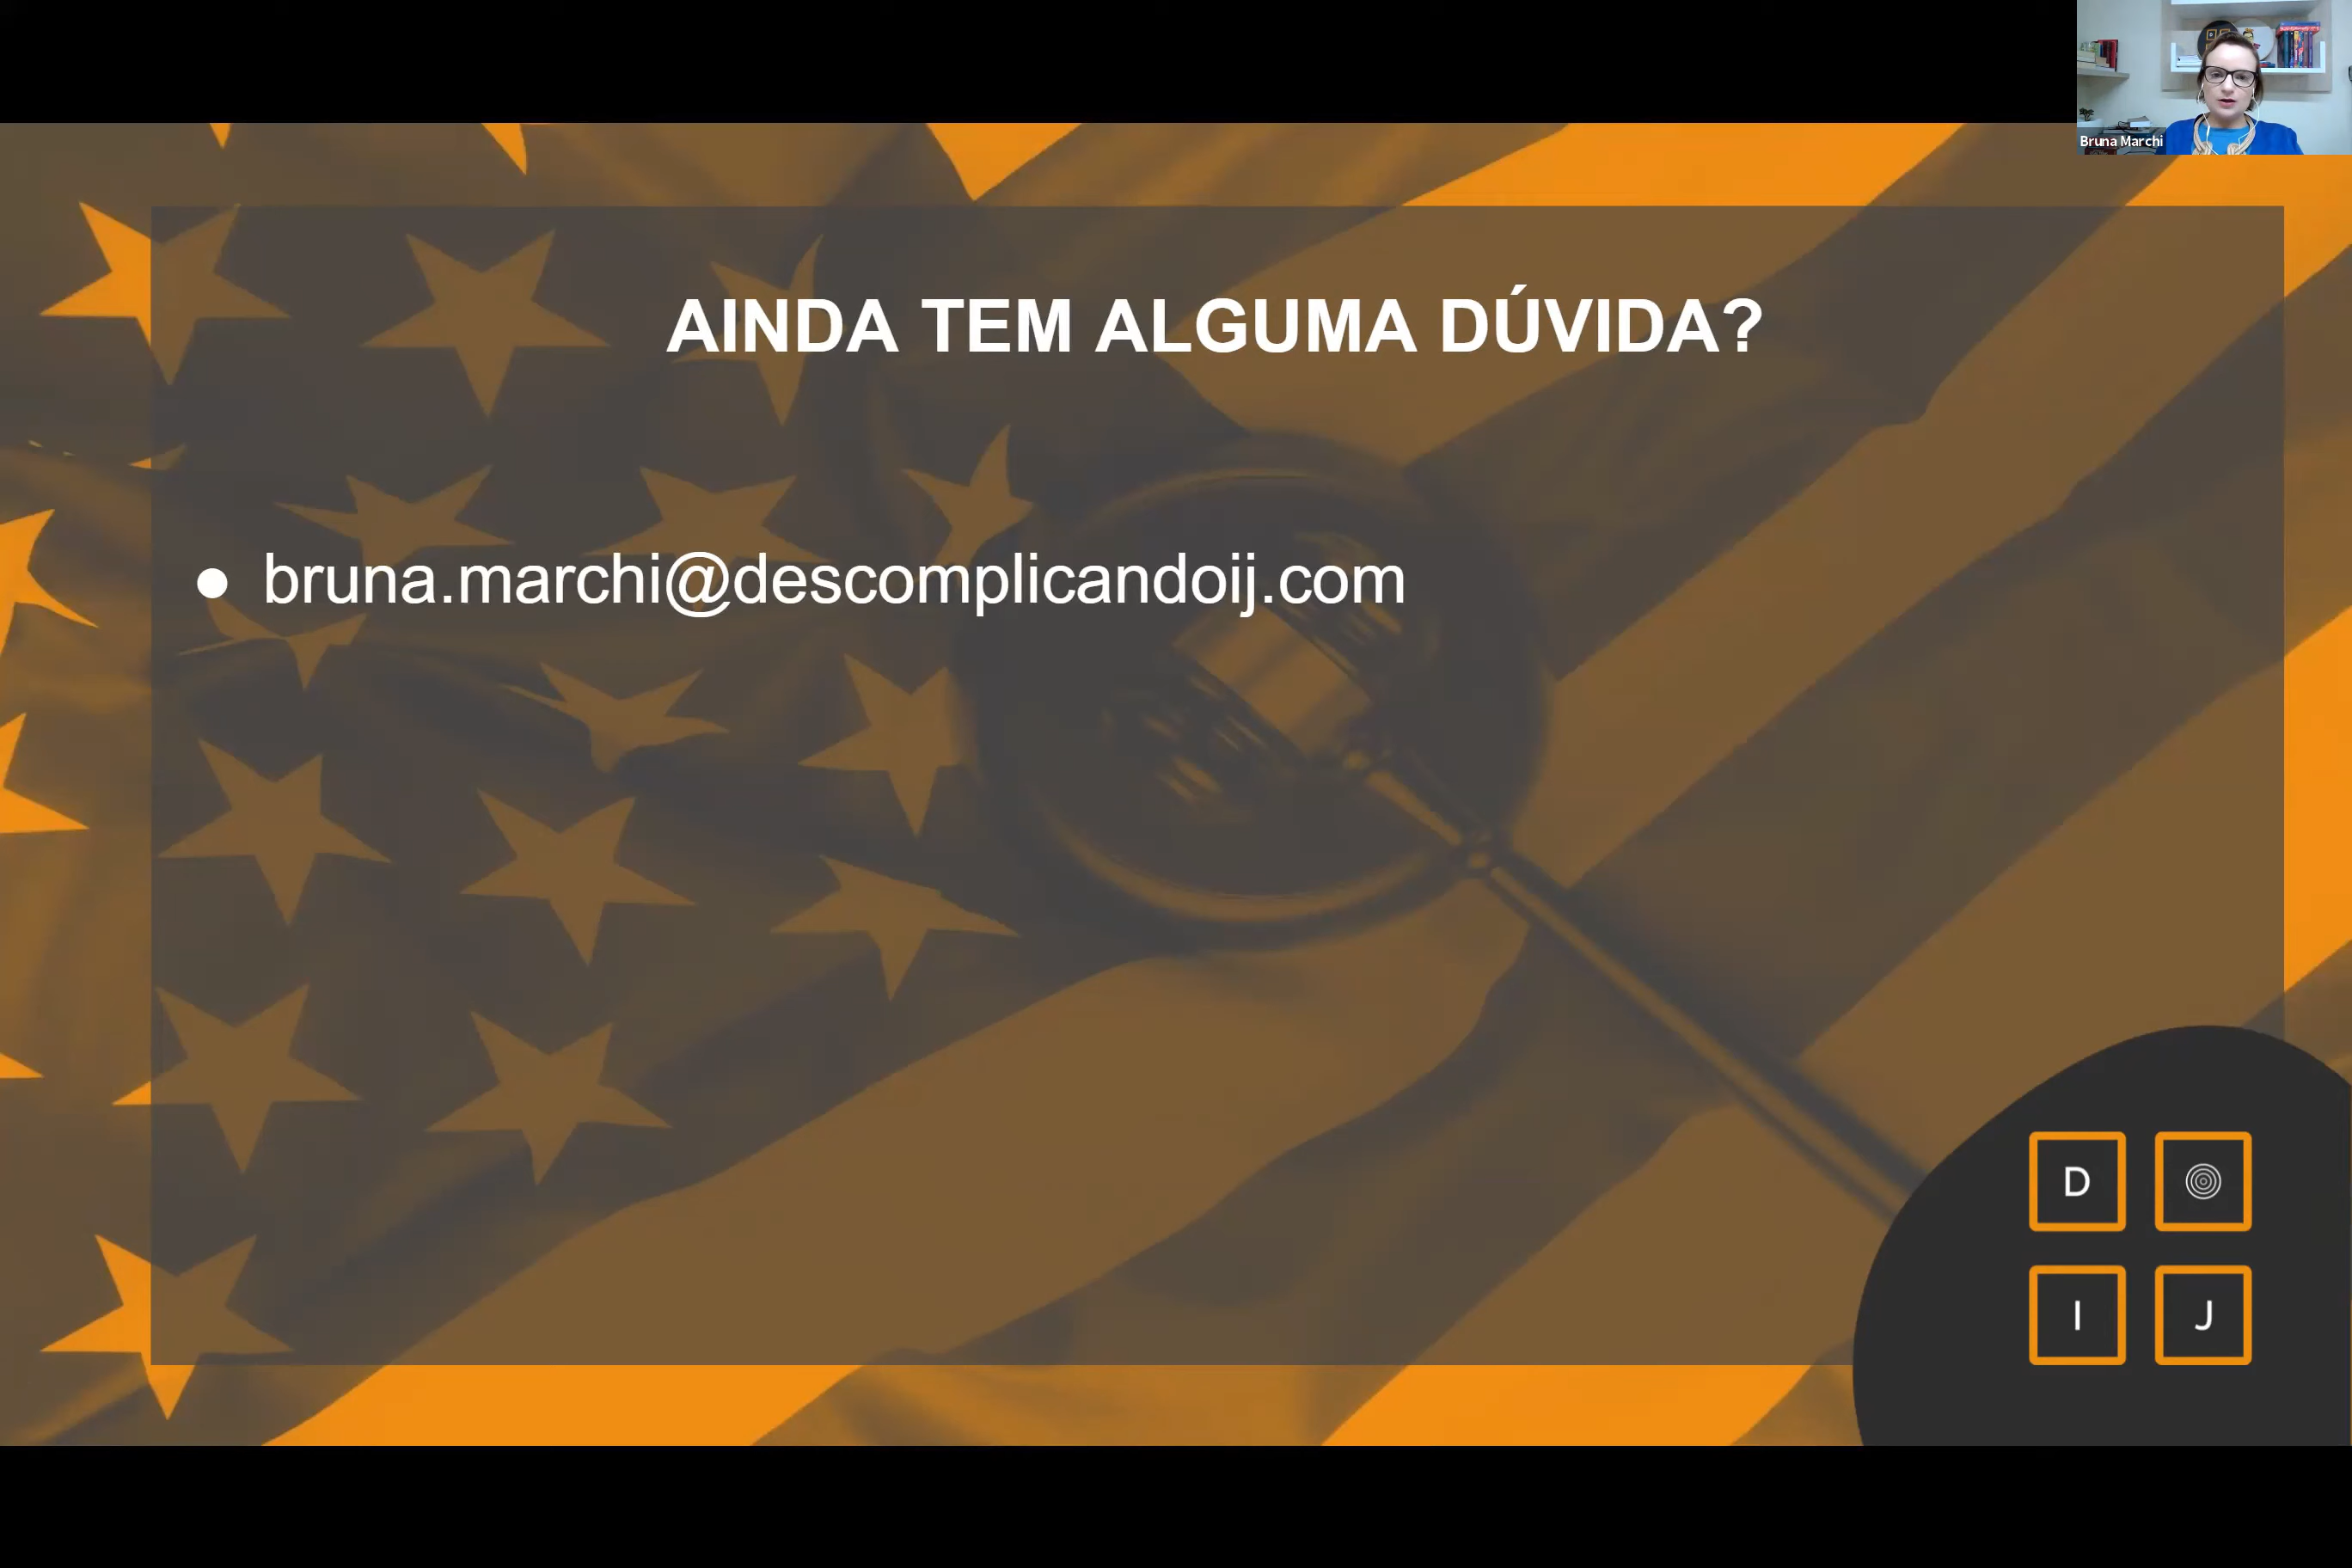 Bruna Marchi
AINDA TEM ALGUMA DÚVIDA?
● bruna.marchi@descomplicandoij.com
D
I J